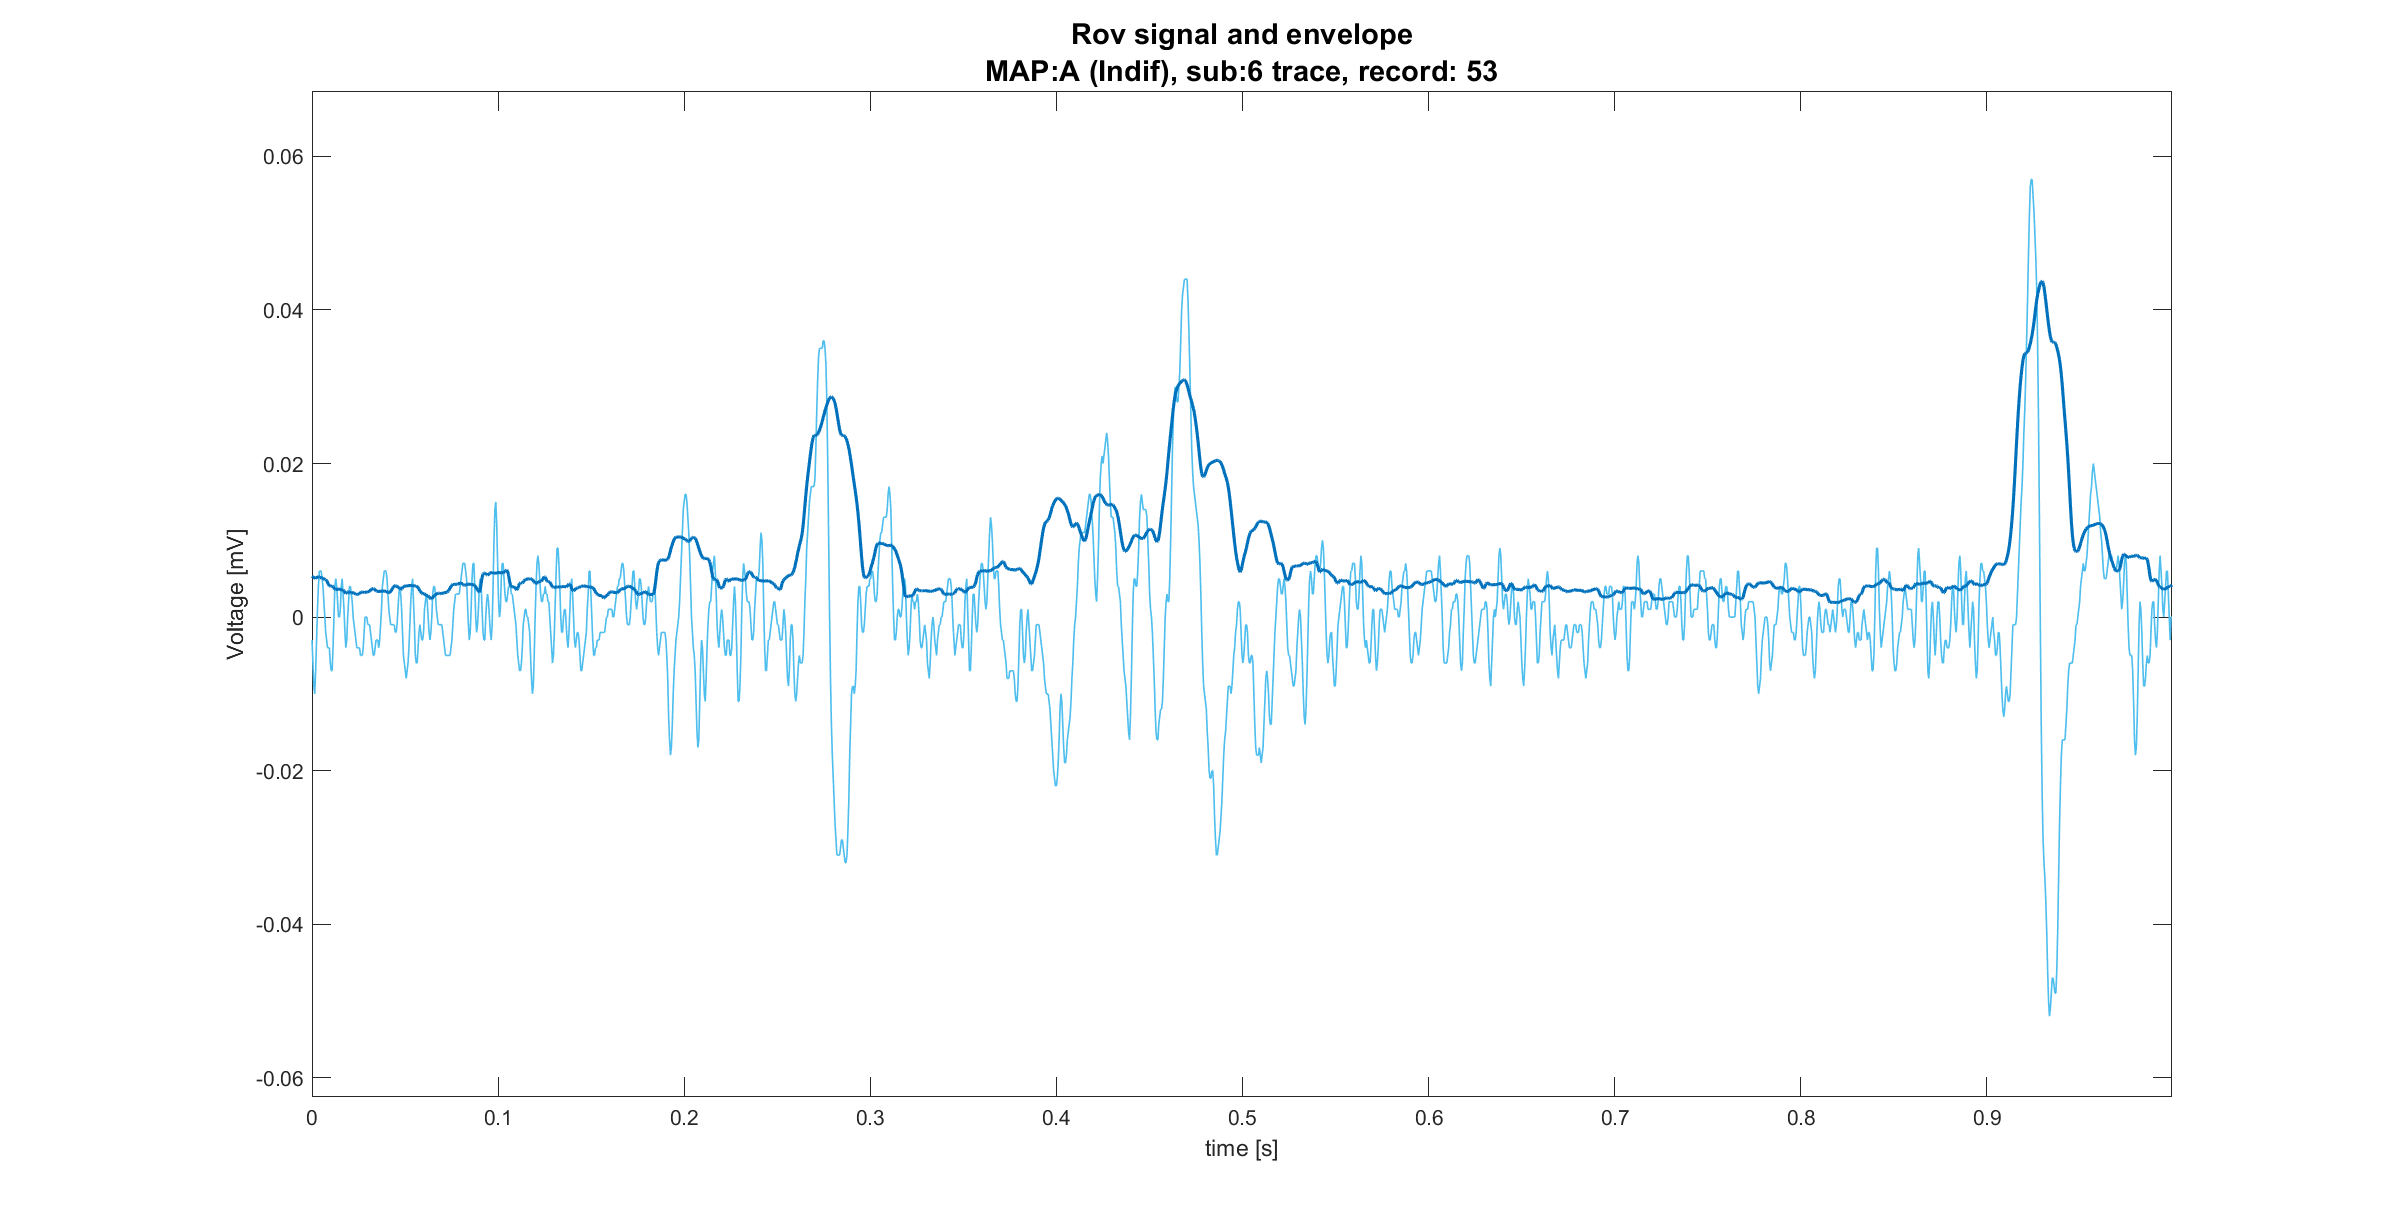 Rov signal and envelope
MAP:A (Indif), sub:6 trace, record: 53
0.06
0.04
0.02
0
-0.02
-0.04
-0.06
Voltage [mV]
0 0.1 0.2 0.3 0.4 0.5 0.6 0.7 0.8 0.9
time [s]